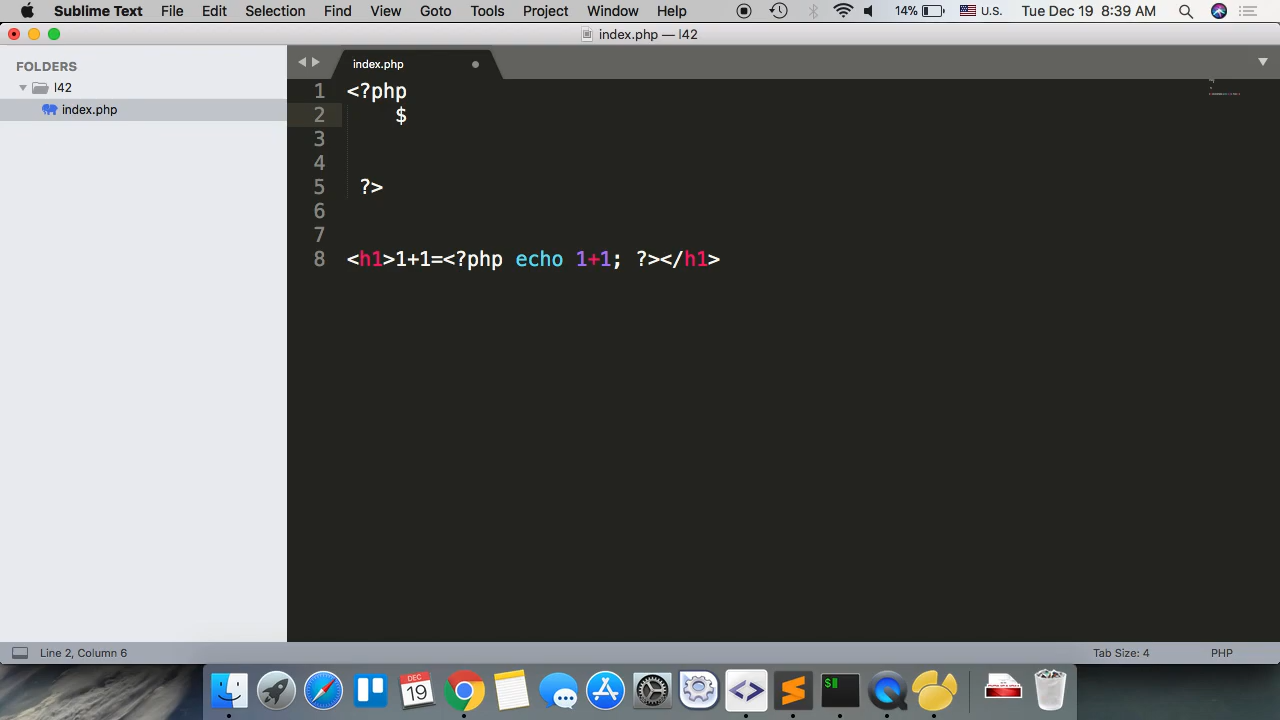 Sublime Text File Edit Selection Find View Goto Tools Project Window Help 14% U.S. Tue Dec 19 8:39 AM
index.php — l42
FOLDERS
l42
index.php
index.php
1 <?php
2 $
3
4
5 ?>
6
7
8 <h1>1+1=<?php echo 1+1; ?></h1>
Line 2, Column 6 Tab Size: 4 PHP
DEC
19
$